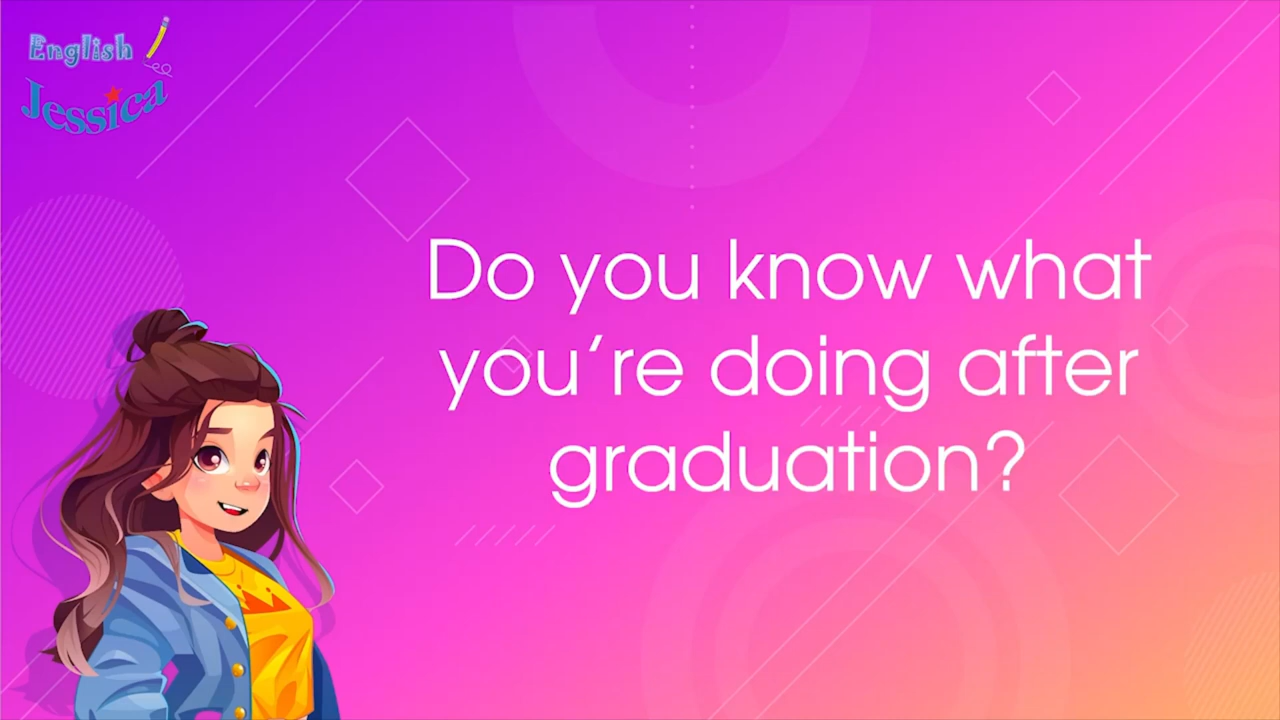 English
Jessica
Do you know what
you're doing after
graduation?